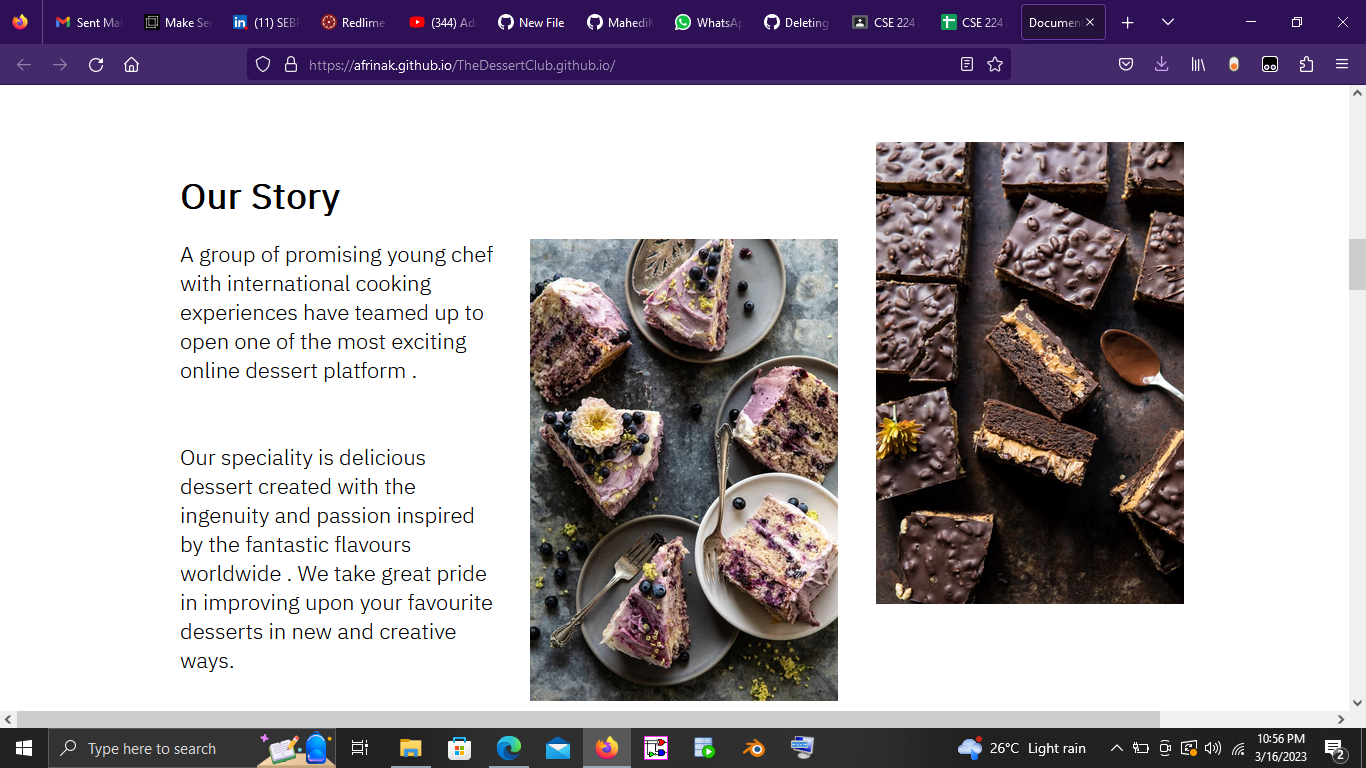 Sent Mai
Make Se
(11) SEB
Redlime
(344) Ad
New File
MahediK
WhatsAp
Deleting
CSE 224
CSE 224
Document
https://afrinak.github.io/TheDessertClub.github.io/
Our Story
A group of promising young chef
with international cooking
experiences have teamed up to
open one of the most exciting
online dessert platform .
Our speciality is delicious
dessert created with the
ingenuity and passion inspired
by the fantastic flavours
worldwide . We take great pride
in improving upon your favourite
desserts in new and creative
ways.
Type here to search
26°C Light rain
10:56 PM
3/16/2023
2